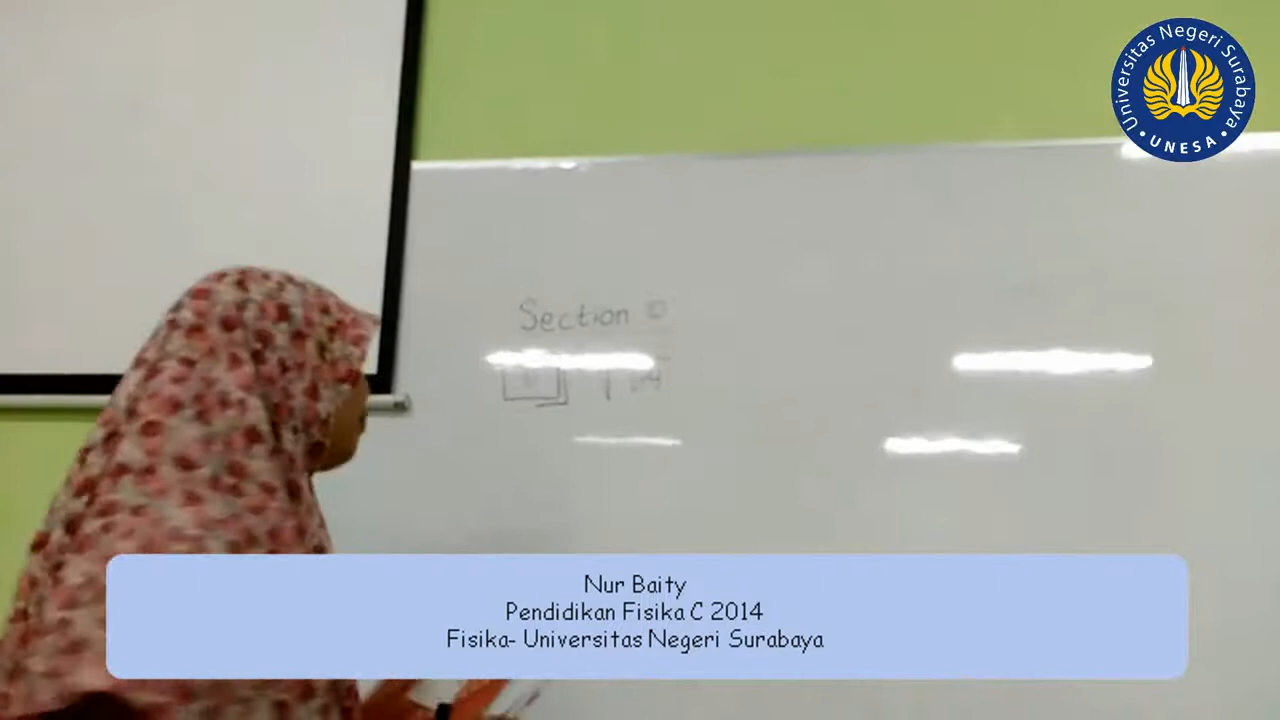 Universitas Negeri Surabaya
UNESA
Section
Nur Baity
Pendidikan Fisika C 2014
Fisika- Universitas Negeri Surabaya